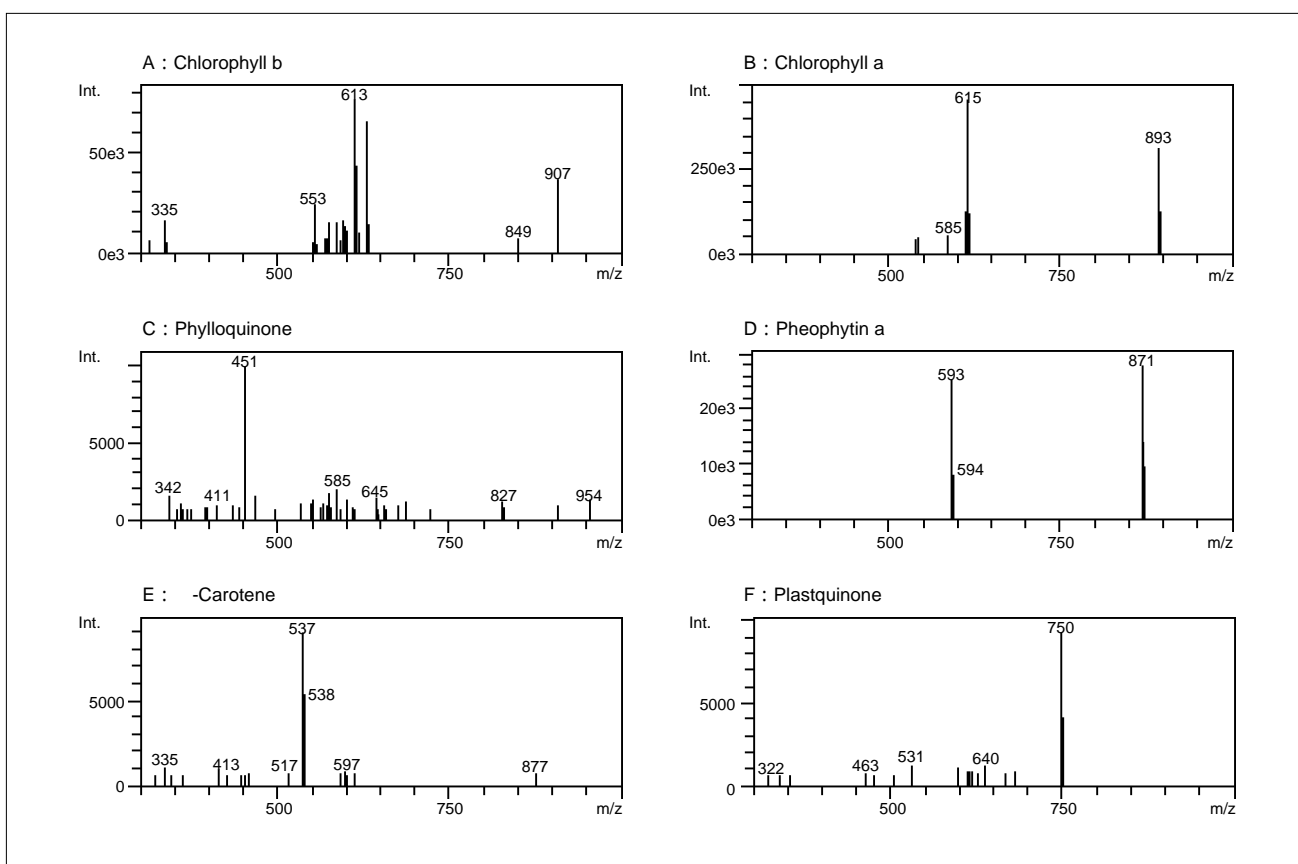 A : Chlorophyll b
Int.
613
50e3
907
553
335
849
0e3
500
750
m/z
B : Chlorophyll a
Int.
615
893
250e3
585
0e3
500
750
m/z
C : Phylloquinone
Int.
451
5000
342
411
585
645
827
954
0
500
750
m/z
D : Pheophytin a
Int.
871
593
20e3
594
10e3
0e3
500
750
m/z
E : -Carotene
Int.
537
538
5000
335
413
517
597
877
0
500
750
m/z
F : Plastquinone
Int.
750
5000
531
640
463
322
0
500
750
m/z